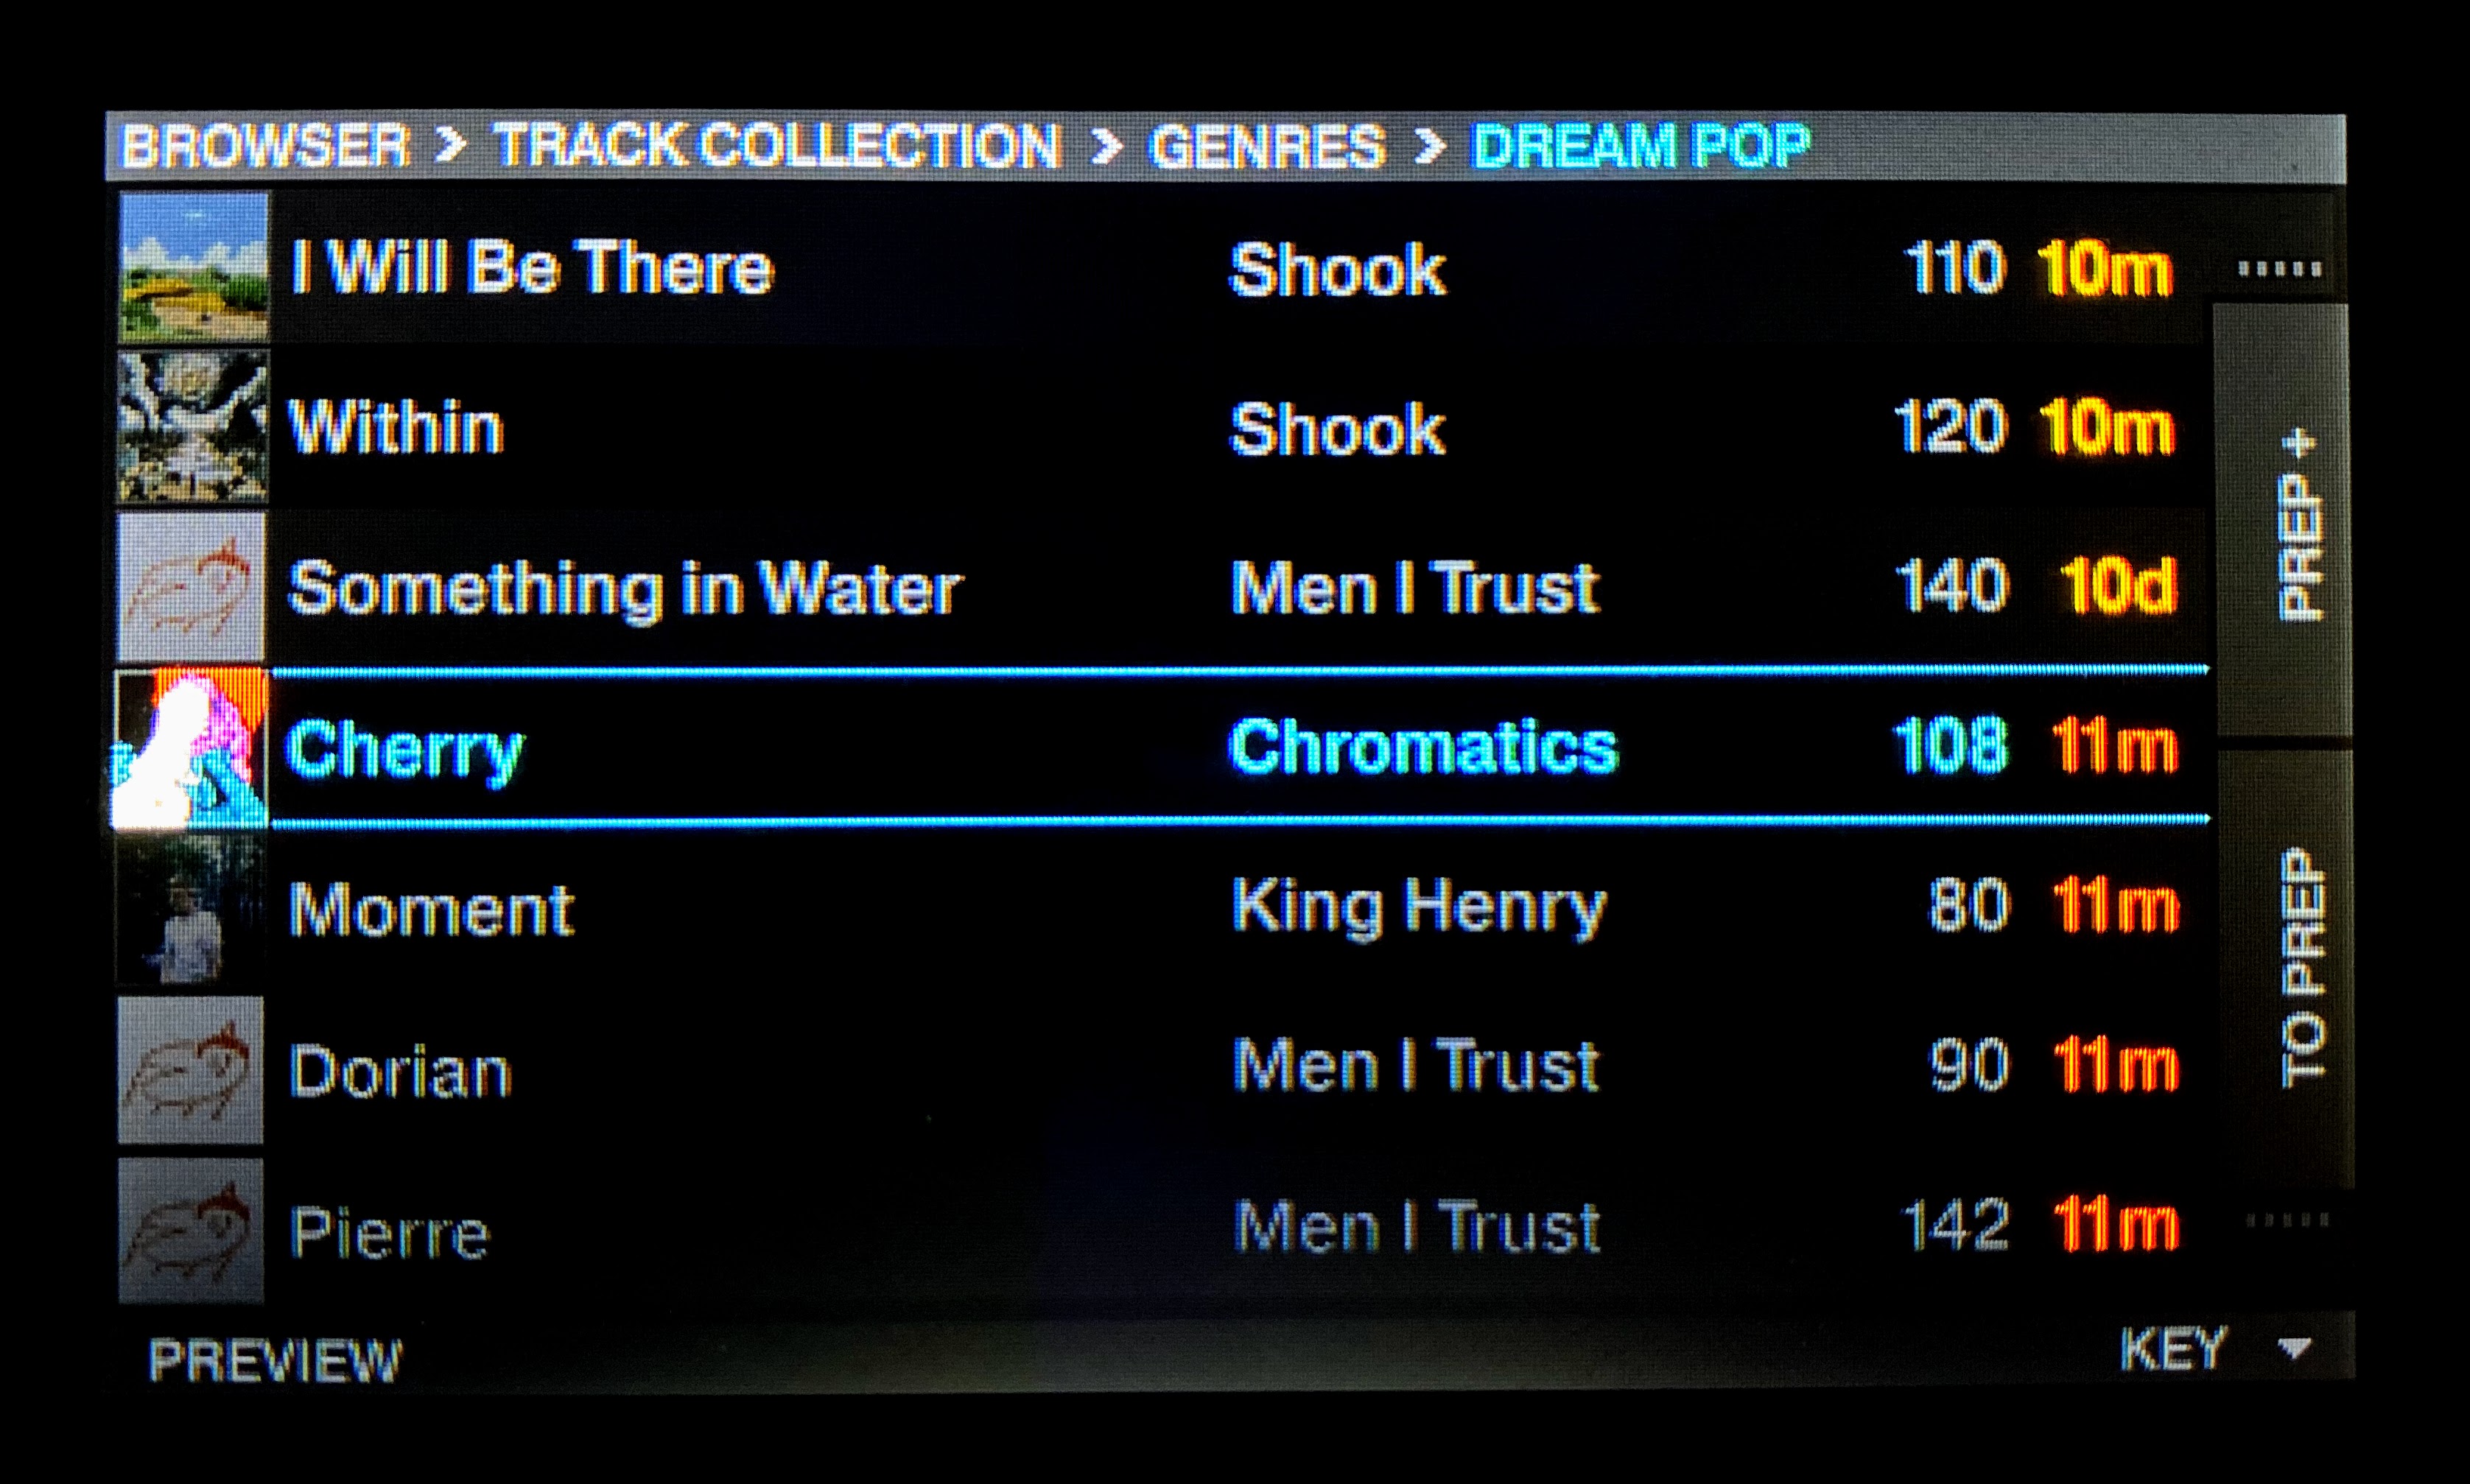 BROWSER > TRACK COLLECTION > GENRES > DREAM POP
I Will Be There Shook 110 10m
Within Shook 120 10m
Something in Water Men I Trust 140 10d
Cherry Chromatics 108 11m
Moment King Henry 80 11m
Dorian Men I Trust 90 11m
Pierre Men I Trust 142 11m
PREP +
TO PREP
PREVIEW KEY